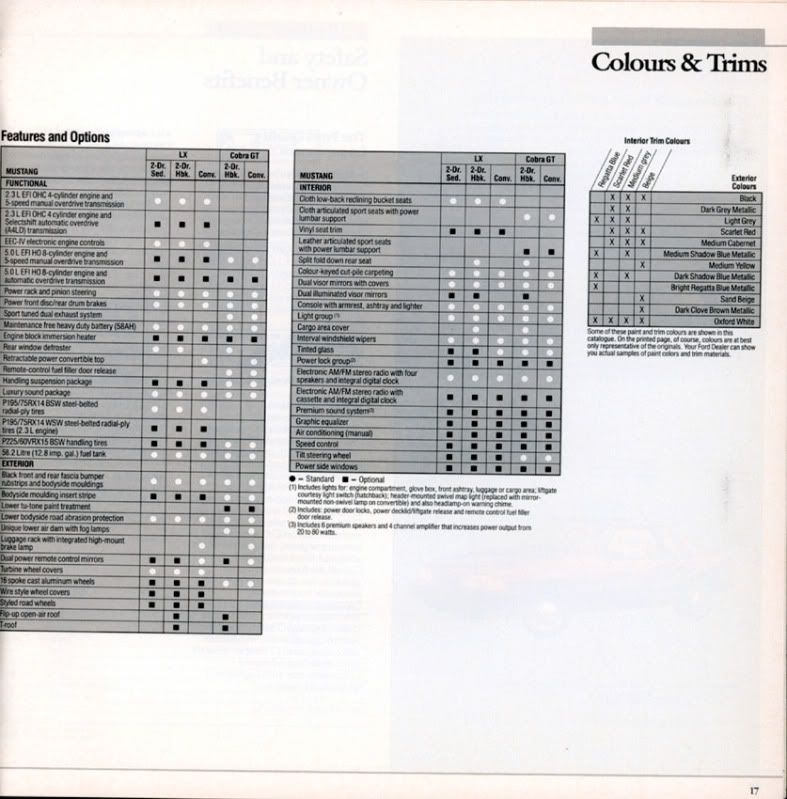 Colours & Trims
Features and Options
MUSTANG
LX
Cobra GT
2-Dr. Sed.
2-Dr. Hbk.
Conv.
2-Dr. Hbk.
Conv.
FUNCTIONAL
2.3 L EFI OHC 4-cylinder engine and
5-speed manual overdrive transmission
2.3 L EFI OHC 4 cylinder engine and
Selectshift automatic overdrive
(A4LD) transmission
EEC-IV electronic engine controls
5.0 L EFI HO 8-cylinder engine and
5-speed manual overdrive transmission
5.0 L EFI HO 8-cylinder engine and
automatic overdrive transmission
Power rack and pinion steering
Power front disc/rear drum brakes
Sport tuned dual exhaust system
Maintenance free heavy duty battery (58AH)
Engine block immersion heater
Rear window defroster
Retractable power convertible top
Remote-control fuel filler door release
Handling suspension package
Luxury sound package
P195/75RX14 BSW steel-belted
radial-ply tires
P195/75RX14 WSW steel-belted radial-ply
tires (2.3 L engine)
P225/60VRX15 BSW handling tires
58.2 Litre (12.8 imp. gal.) fuel tank
EXTERIOR
Black front and rear fascia bumper
rubstrips and bodyside mouldings
Bodyside moulding insert stripe
Lower tu-tone paint treatment
Lower bodyside road abrasion protection
Unique lower air dam with fog lamps
Luggage rack with integrated high-mount
brake lamp
Dual power remote control mirrors
Turbine wheel covers
16 spoke cast aluminum wheels
Wire style wheel covers
Styled road wheels
Flip-up open-air roof
T-roof
MUSTANG
LX
Cobra GT
2-Dr. Sed.
2-Dr. Hbk.
Conv.
2-Dr. Hbk.
Conv.
INTERIOR
Cloth low-back reclining bucket seats
Cloth articulated sport seats with power
lumbar support
Vinyl seat trim
Leather articulated sport seats
with power lumbar support
Split fold down rear seat
Colour-keyed cut-pile carpeting
Dual visor mirrors with covers
Dual illuminated visor mirrors
Console with armrest, ashtray and lighter
Light group (1)
Cargo area cover
Interval windshield wipers
Tinted glass
Power lock group(2)
Electronic AM/FM stereo radio with four
speakers and integral digital clock
Electronic AM/FM stereo radio with
cassette and integral digital clock
Premium sound system(3)
Graphic equalizer
Air conditioning (manual)
Speed control
Tilt steering wheel
Power side windows
● – Standard ■ – Optional
(1) Includes lights for: engine compartment, glove box, front ashtray, luggage or cargo area; liftgate
courtesy light switch (hatchback); header-mounted swivel map light (replaced with mirror-
mounted non-swivel lamp on convertible) and also headlamp-on warning chime.
(2) Includes: power door locks, power decklid/liftgate release and remote control fuel filler
door release.
(3) Includes 6 premium speakers and 4 channel amplifier that increases power output from
20 to 80 watts.
Interior Trim Colours
Regatta Blue
Scarlet Red
Medium grey
Beige
Exterior
Colours
X X X Black
X X Dark Grey Metallic
X X Light Grey
X X X Scarlet Red
X X X Medium Cabernet
X X Medium Shadow Blue Metallic
X Medium Yellow
X X Dark Shadow Blue Metallic
X Bright Regatta Blue Metallic
X Sand Beige
X Dark Clove Brown Metallic
X X X X Oxford White
Some of these paint and trim colours are shown in this
catalogue. On the printed page, of course, colours are at best
only representative of the originals. Your Ford Dealer can show
you actual samples of paint colors and trim materials.
17